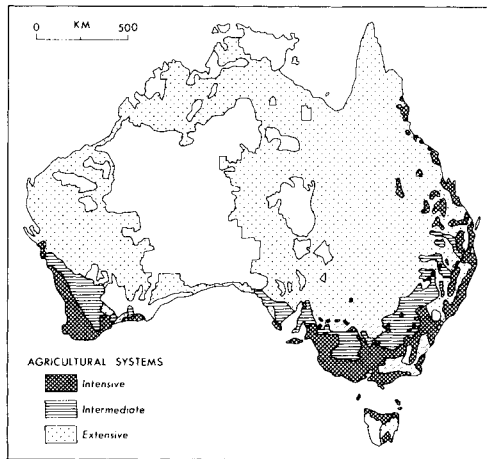 0 KM 500
AGRICULTURAL SYSTEMS
Intensive
Intermediate
Extensive